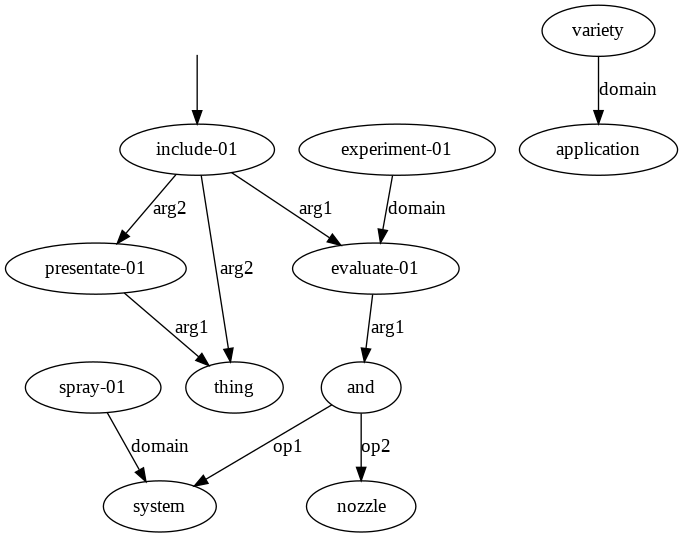 variety
domain
include-01 experiment-01 application
arg2 arg1 domain
presentate-01 arg2 evaluate-01
arg1 arg1
spray-01 thing and
domain op1 op2
system nozzle